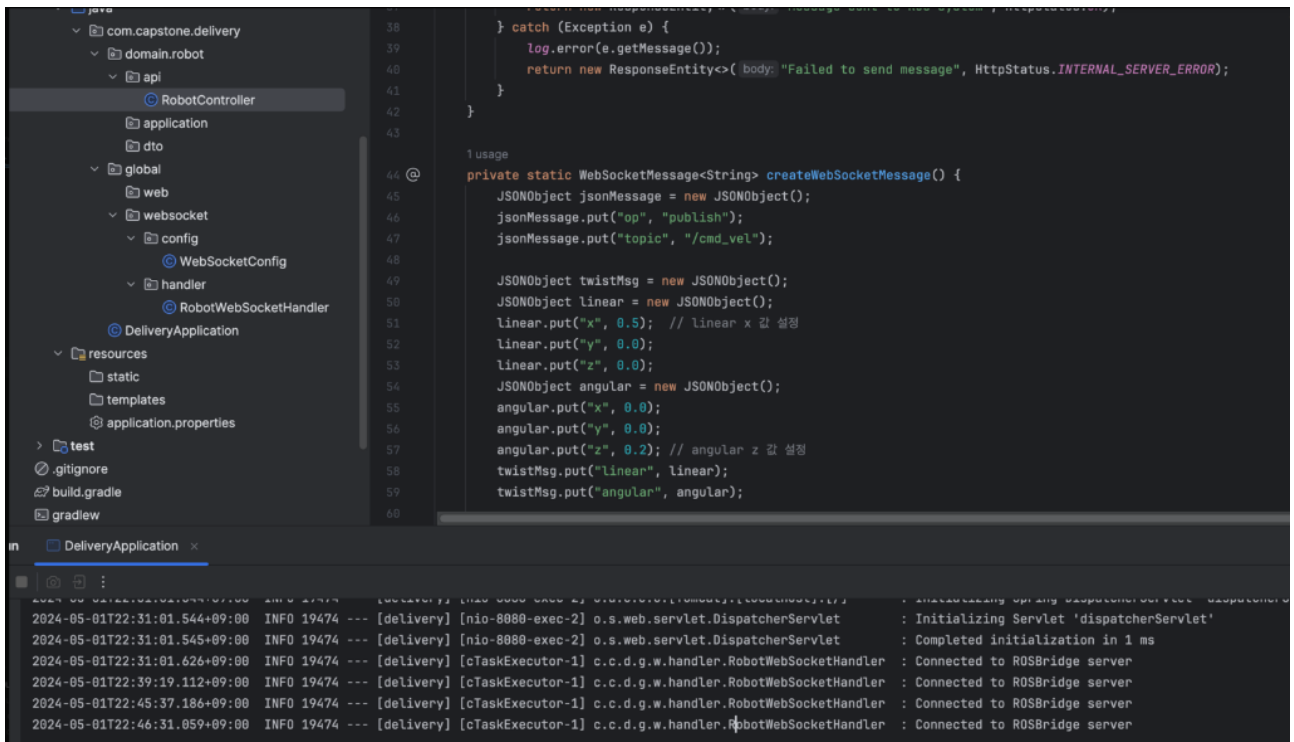 java
com.capstone.delivery
domain.robot
api
RobotController
application
dto
global
web
websocket
config
WebSocketConfig
handler
RobotWebSocketHandler
DeliveryApplication
resources
static
templates
application.properties
test
.gitignore
build.gradle
gradlew
38 } catch (Exception e) {
39 log.error(e.getMessage());
40 return new ResponseEntity<>( body: "Failed to send message", HttpStatus.INTERNAL_SERVER_ERROR);
41 }
42 }
43
1 usage
44 @ private static WebSocketMessage<String> createWebSocketMessage() {
45 JSONObject jsonMessage = new JSONObject();
46 jsonMessage.put("op", "publish");
47 jsonMessage.put("topic", "/cmd_vel");
48
49 JSONObject twistMsg = new JSONObject();
50 JSONObject linear = new JSONObject();
51 linear.put("x", 0.5); // linear x 값 설정
52 linear.put("y", 0.0);
53 linear.put("z", 0.0);
54 JSONObject angular = new JSONObject();
55 angular.put("x", 0.0);
56 angular.put("y", 0.0);
57 angular.put("z", 0.2); // angular z 값 설정
58 twistMsg.put("linear", linear);
59 twistMsg.put("angular", angular);
60
un DeliveryApplication ×
2024-05-01T22:31:01.544+09:00 INFO 19474 --- [delivery] [nio-8080-exec-2] o.s.web.servlet.DispatcherServlet : Initializing Servlet 'dispatcherServlet'
2024-05-01T22:31:01.545+09:00 INFO 19474 --- [delivery] [nio-8080-exec-2] o.s.web.servlet.DispatcherServlet : Completed initialization in 1 ms
2024-05-01T22:31:01.626+09:00 INFO 19474 --- [delivery] [cTaskExecutor-1] c.c.d.g.w.handler.RobotWebSocketHandler : Connected to ROSBridge server
2024-05-01T22:39:19.112+09:00 INFO 19474 --- [delivery] [cTaskExecutor-1] c.c.d.g.w.handler.RobotWebSocketHandler : Connected to ROSBridge server
2024-05-01T22:45:37.186+09:00 INFO 19474 --- [delivery] [cTaskExecutor-1] c.c.d.g.w.handler.RobotWebSocketHandler : Connected to ROSBridge server
2024-05-01T22:46:31.059+09:00 INFO 19474 --- [delivery] [cTaskExecutor-1] c.c.d.g.w.handler.RobotWebSocketHandler : Connected to ROSBridge server